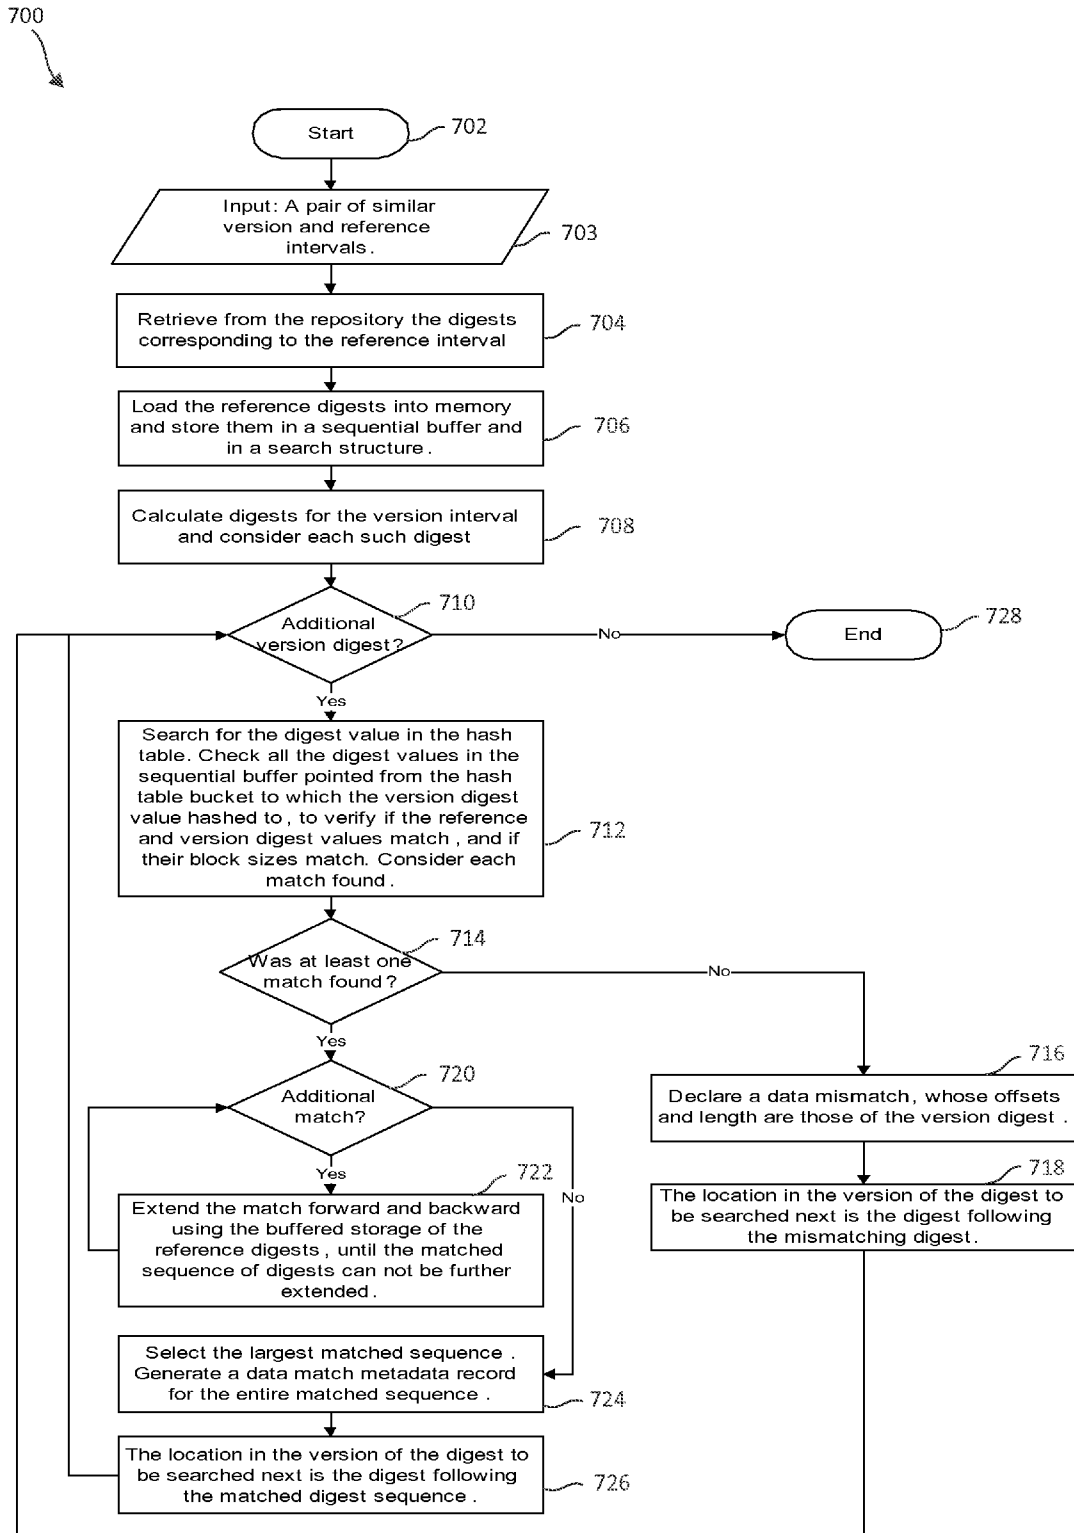 700
Start
702
Input: A pair of similar
version and reference
intervals.
703
Retrieve from the repository the digests
corresponding to the reference interval
704
Load the reference digests into memory
and store them in a sequential buffer and
in a search structure.
706
Calculate digests for the version interval
and consider each such digest
708
710
Additional
version digest?
No
End
728
Yes
Search for the digest value in the hash
table. Check all the digest values in the
sequential buffer pointed from the hash
table bucket to which the version digest
value hashed to, to verify if the reference
and version digest values match, and if
their block sizes match. Consider each
match found.
712
714
Was at least one
match found?
No
Yes
716
Declare a data mismatch, whose offsets
and length are those of the version digest.
720
Additional
match?
Yes
No
718
The location in the version of the digest to
be searched next is the digest following
the mismatching digest.
722
Extend the match forward and backward
using the buffered storage of the
reference digests, until the matched
sequence of digests can not be further
extended.
Select the largest matched sequence.
Generate a data match metadata record
for the entire matched sequence.
724
The location in the version of the digest to
be searched next is the digest following
the matched digest sequence.
726